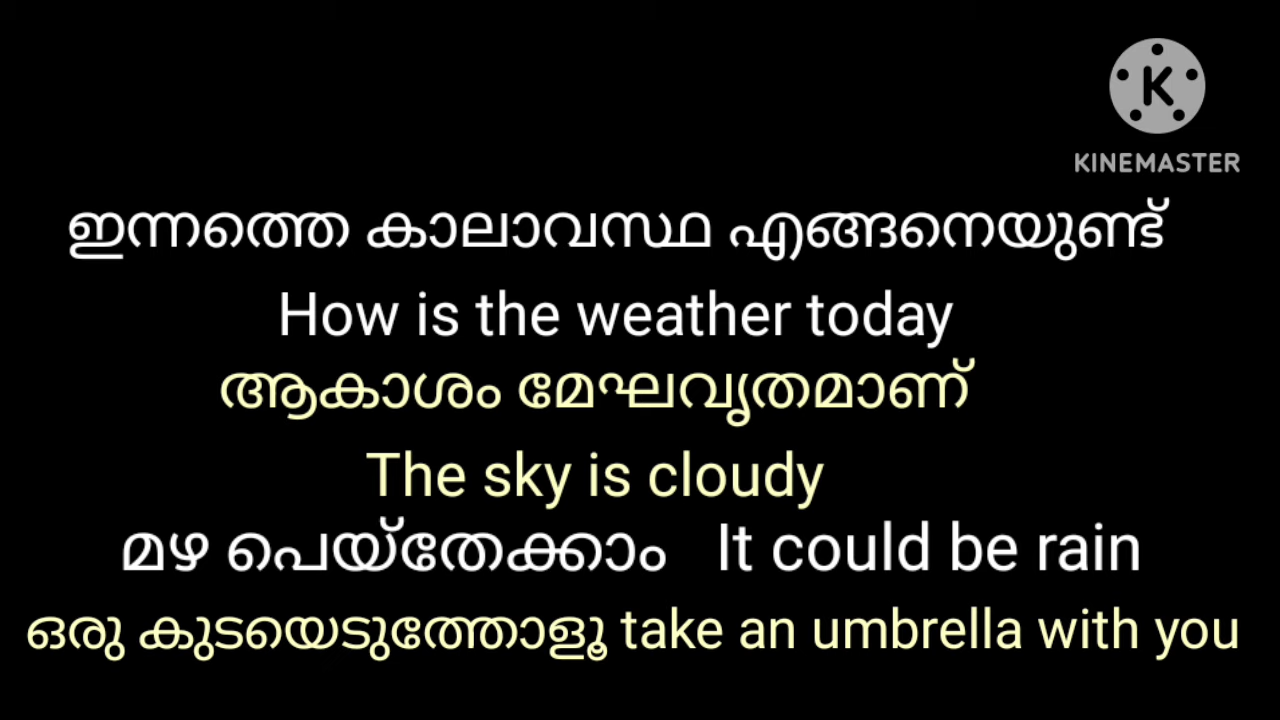 KINEMASTER
ഇന്നത്തെ കാലാവസ്ഥ എങ്ങനെയുണ്ട്
How is the weather today
ആകാശം മേഘവൃതമാണ്
The sky is cloudy
മഴ പെയ്തേക്കാം It could be rain
ഒരു കുടയെടുത്തോളൂ take an umbrella with you